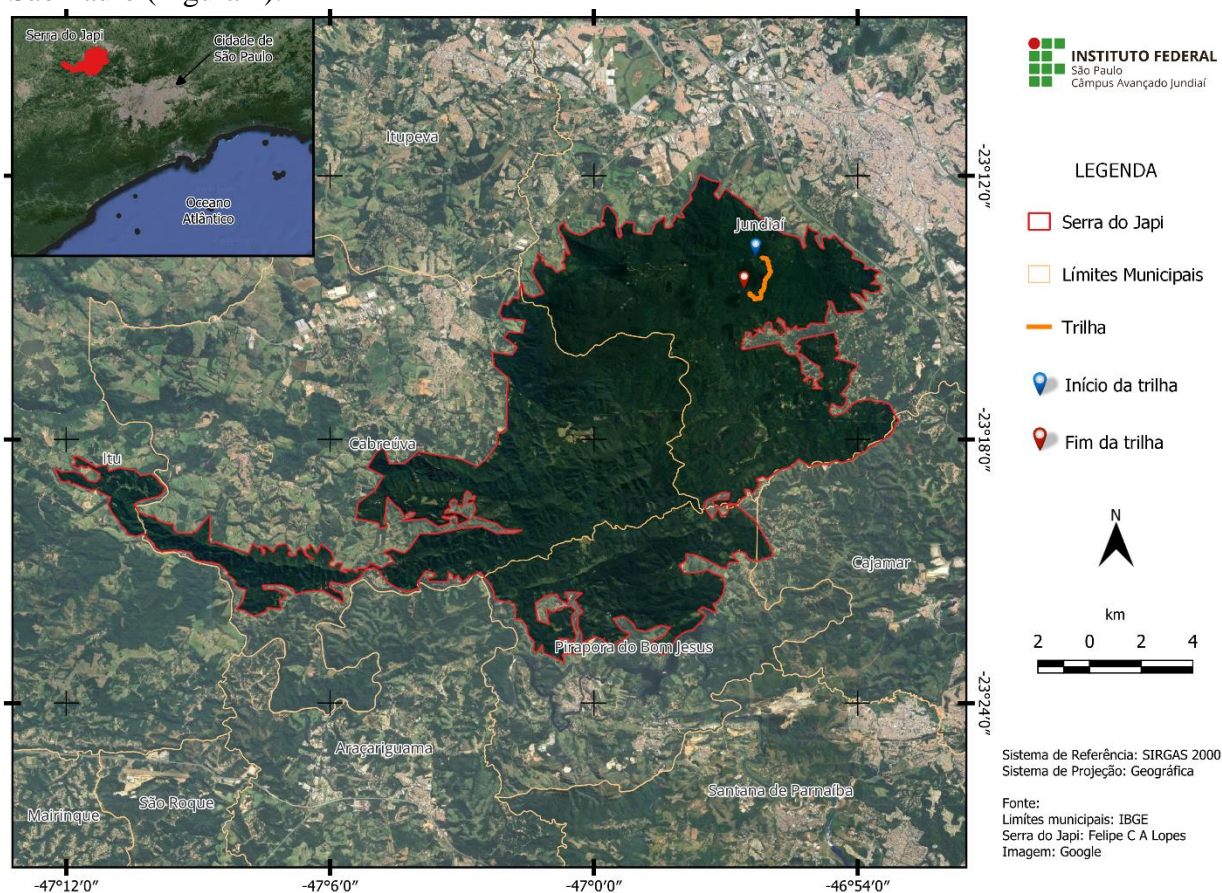 Serra do Japi
Cidade de
São Paulo
Oceano
Atlântico
Itupeva
Jundiaí
Cabreúva
Itu
Cajamar
Pirapora do Bom Jesus
Araçariguama
São Roque
Mairinque
Santana de Parnaíba
-23°12'0"
-23°18'0"
-23°24'0"
-47°12'0"
-47°6'0"
-47°0'0"
-46°54'0"
INSTITUTO FEDERAL
São Paulo
Câmpus Avançado Jundiaí
LEGENDA
Serra do Japi
Límites Municipais
Trilha
Início da trilha
Fim da trilha
N
km
2 0 2 4
Sistema de Referência: SIRGAS 2000
Sistema de Projeção: Geográfica
Fonte:
Limítes municipais: IBGE
Serra do Japi: Felipe C A Lopes
Imagem: Google